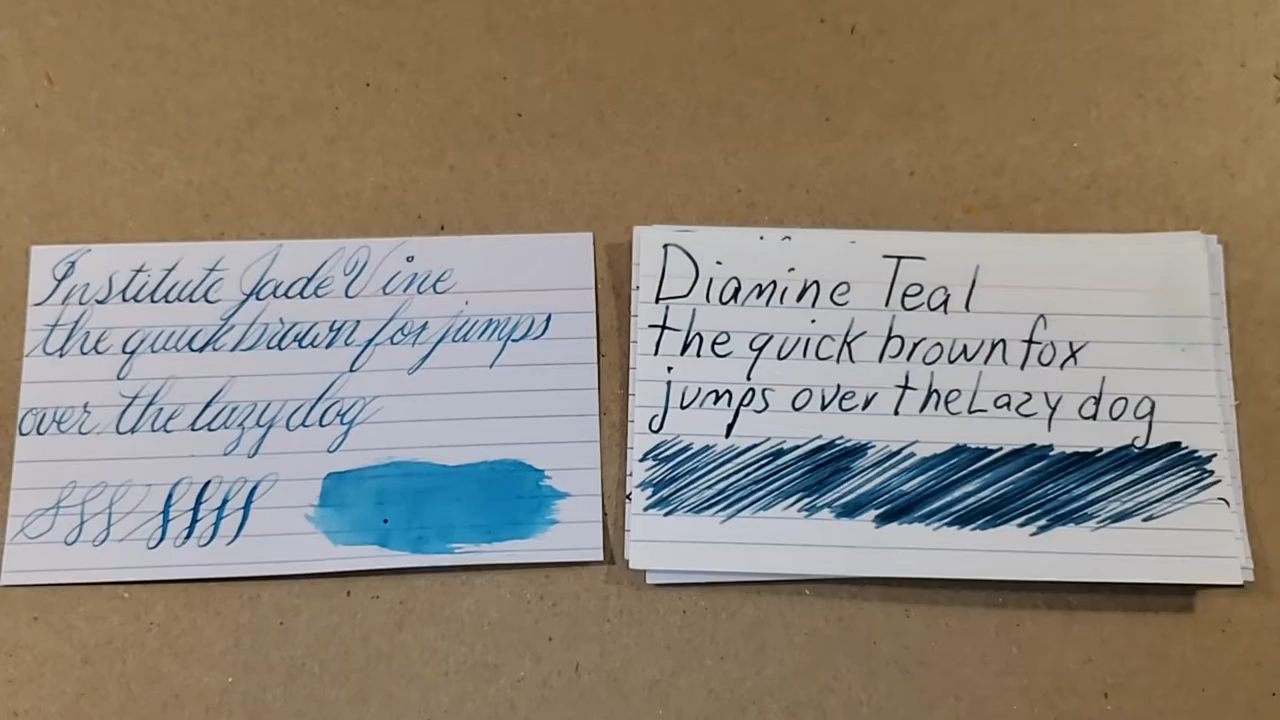 Institute Jade Vine
the quick brown fox jumps
over the lazy dog
Diamine Teal
the quick brown fox
jumps over the Lazy dog